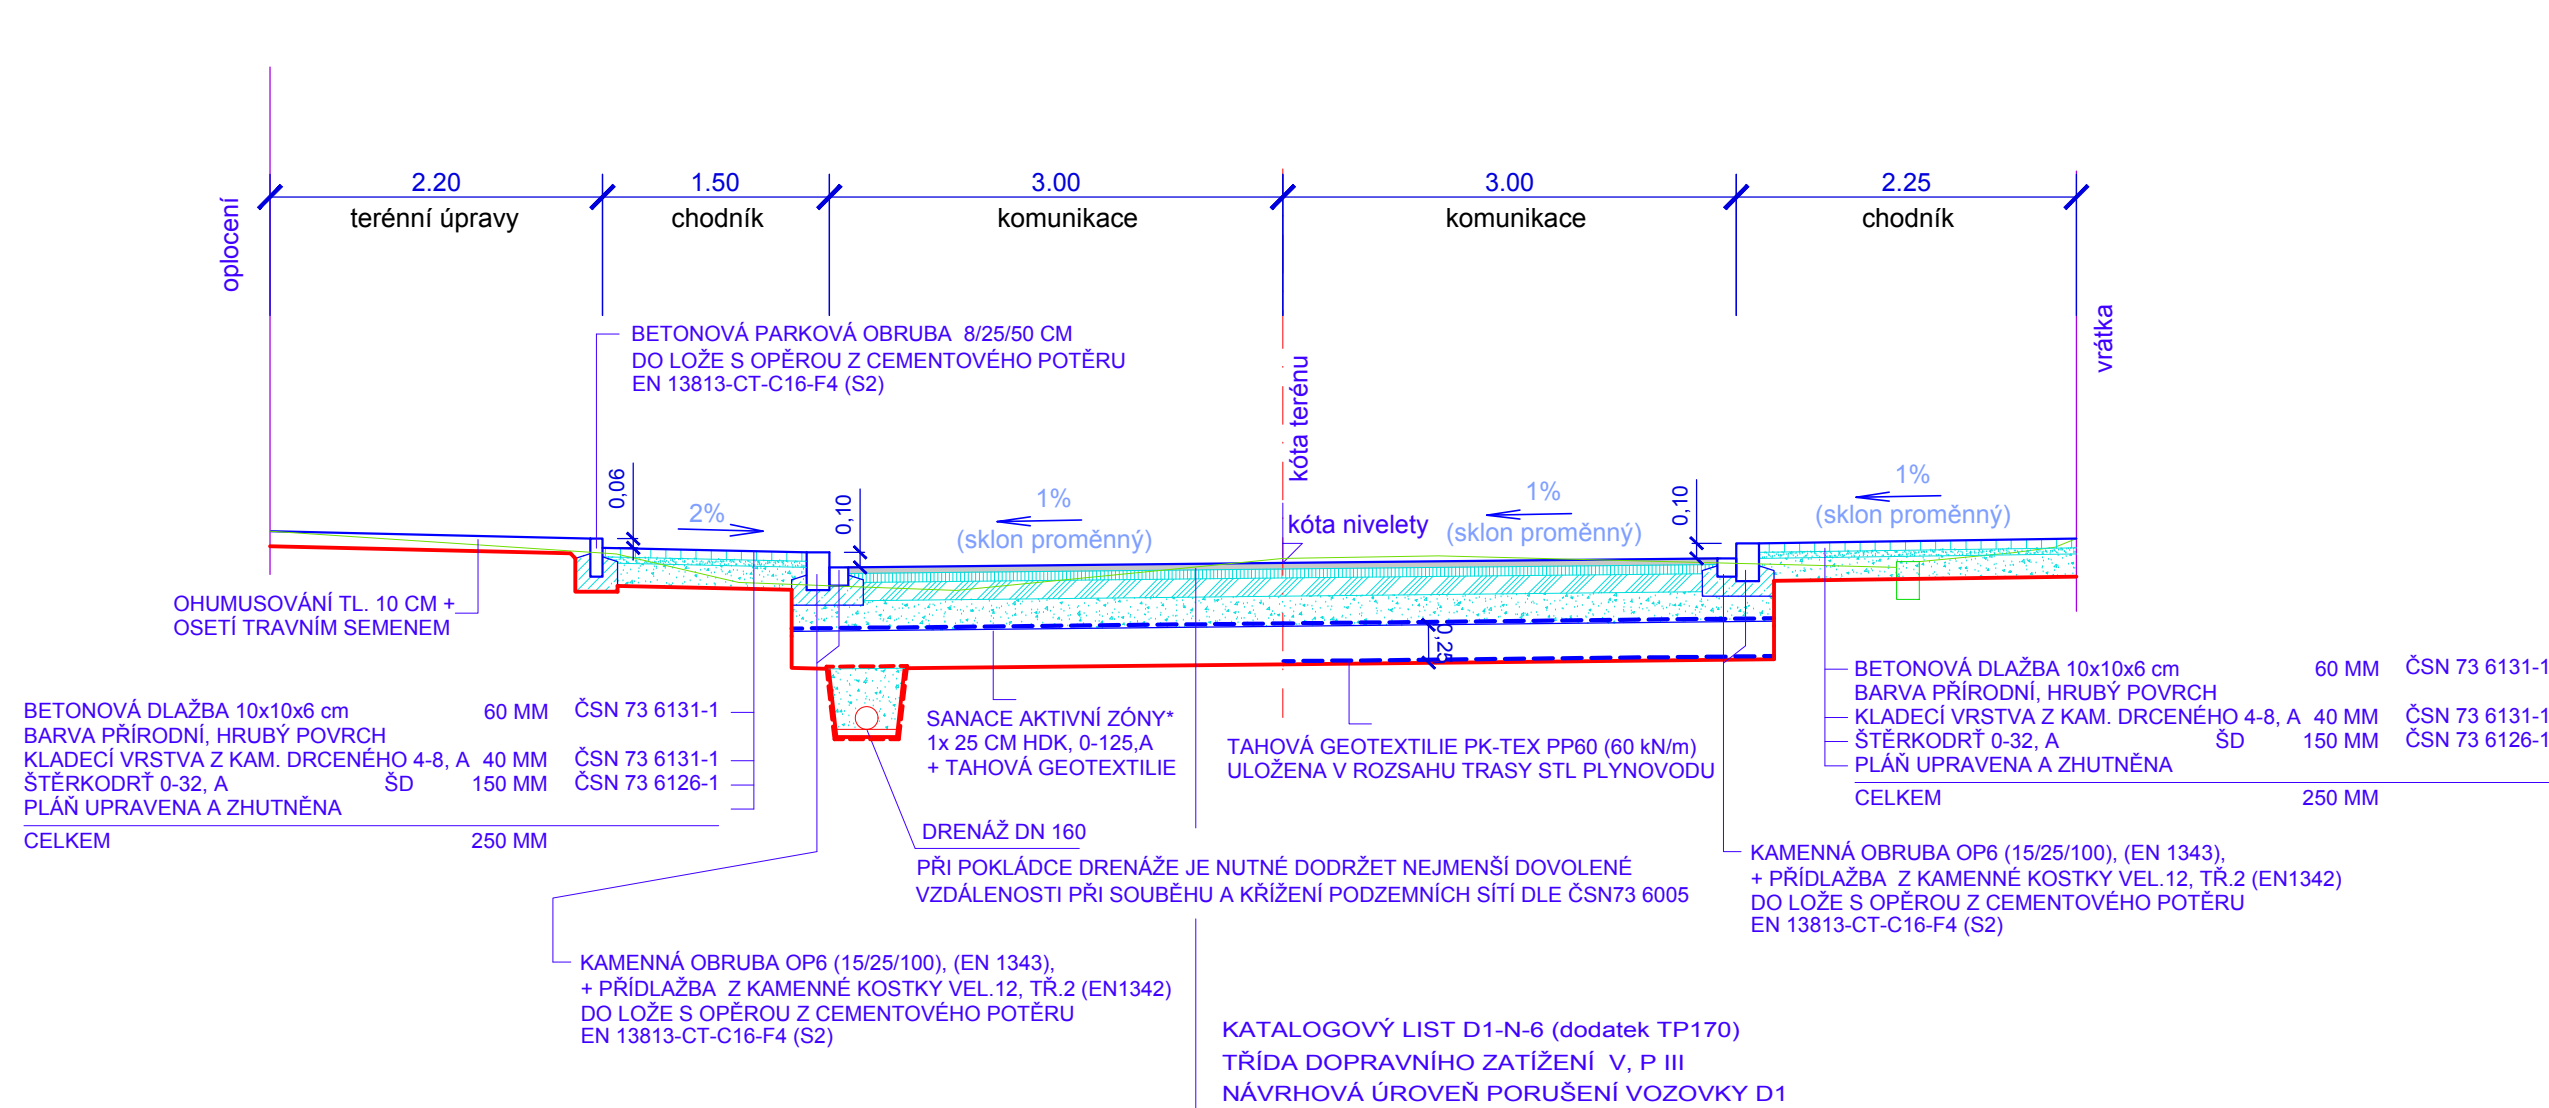 2.20
1.50
3.00
3.00
2.25
terénní úpravy
chodník
komunikace
komunikace
chodník
oplocení
vrátka
BETONOVÁ PARKOVÁ OBRUBA 8/25/50 CM
DO LOŽE S OPĚROU Z CEMENTOVÉHO POTĚRU
EN 13813-CT-C16-F4 (S2)
kóta terénu
0,06
2%
0,10
1%
(sklon proměnný)
kóta nivelety
1%
(sklon proměnný)
0,10
1%
(sklon proměnný)
0,25
OHUMUSOVÁNÍ TL. 10 CM +
OSETÍ TRAVNÍM SEMENEM
BETONOVÁ DLAŽBA 10x10x6 cm 60 MM ČSN 73 6131-1
BARVA PŘÍRODNÍ, HRUBÝ POVRCH
KLADECÍ VRSTVA Z KAM. DRCENÉHO 4-8, A 40 MM ČSN 73 6131-1
ŠTĚRKODRŤ 0-32, A ŠD 150 MM ČSN 73 6126-1
PLÁŇ UPRAVENA A ZHUTNĚNA
CELKEM 250 MM
SANACE AKTIVNÍ ZÓNY*
1x 25 CM HDK, 0-125,A
+ TAHOVÁ GEOTEXTILIE
TAHOVÁ GEOTEXTILIE PK-TEX PP60 (60 kN/m)
ULOŽENA V ROZSAHU TRASY STL PLYNOVODU
BETONOVÁ DLAŽBA 10x10x6 cm 60 MM ČSN 73 6131-1
BARVA PŘÍRODNÍ, HRUBÝ POVRCH
KLADECÍ VRSTVA Z KAM. DRCENÉHO 4-8, A 40 MM ČSN 73 6131-1
ŠTĚRKODRŤ 0-32, A ŠD 150 MM ČSN 73 6126-1
PLÁŇ UPRAVENA A ZHUTNĚNA
CELKEM 250 MM
DRENÁŽ DN 160
PŘI POKLÁDCE DRENÁŽE JE NUTNÉ DODRŽET NEJMENŠÍ DOVOLENÉ
VZDÁLENOSTI PŘI SOUBĚHU A KŘÍŽENÍ PODZEMNÍCH SÍTÍ DLE ČSN73 6005
KAMENNÁ OBRUBA OP6 (15/25/100), (EN 1343),
+ PŘÍDLAŽBA Z KAMENNÉ KOSTKY VEL.12, TŘ.2 (EN1342)
DO LOŽE S OPĚROU Z CEMENTOVÉHO POTĚRU
EN 13813-CT-C16-F4 (S2)
KAMENNÁ OBRUBA OP6 (15/25/100), (EN 1343),
+ PŘÍDLAŽBA Z KAMENNÉ KOSTKY VEL.12, TŘ.2 (EN1342)
DO LOŽE S OPĚROU Z CEMENTOVÉHO POTĚRU
EN 13813-CT-C16-F4 (S2)
KATALOGOVÝ LIST D1-N-6 (dodatek TP170)
TŘÍDA DOPRAVNÍHO ZATÍŽENÍ V, P III
NÁVRHOVÁ ÚROVEŇ PORUŠENÍ VOZOVKY D1